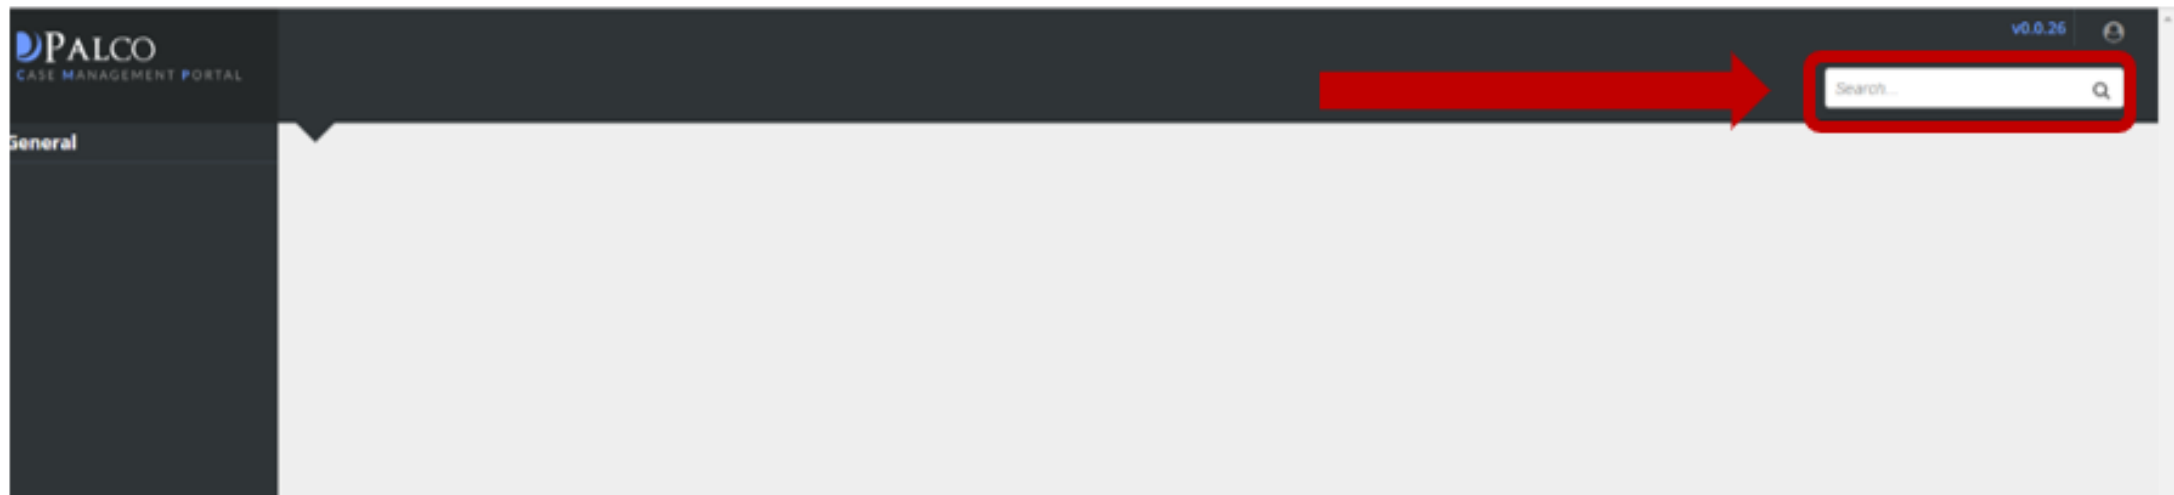 PALCO
CASE MANAGEMENT PORTAL
v0.0.26
Search...
General